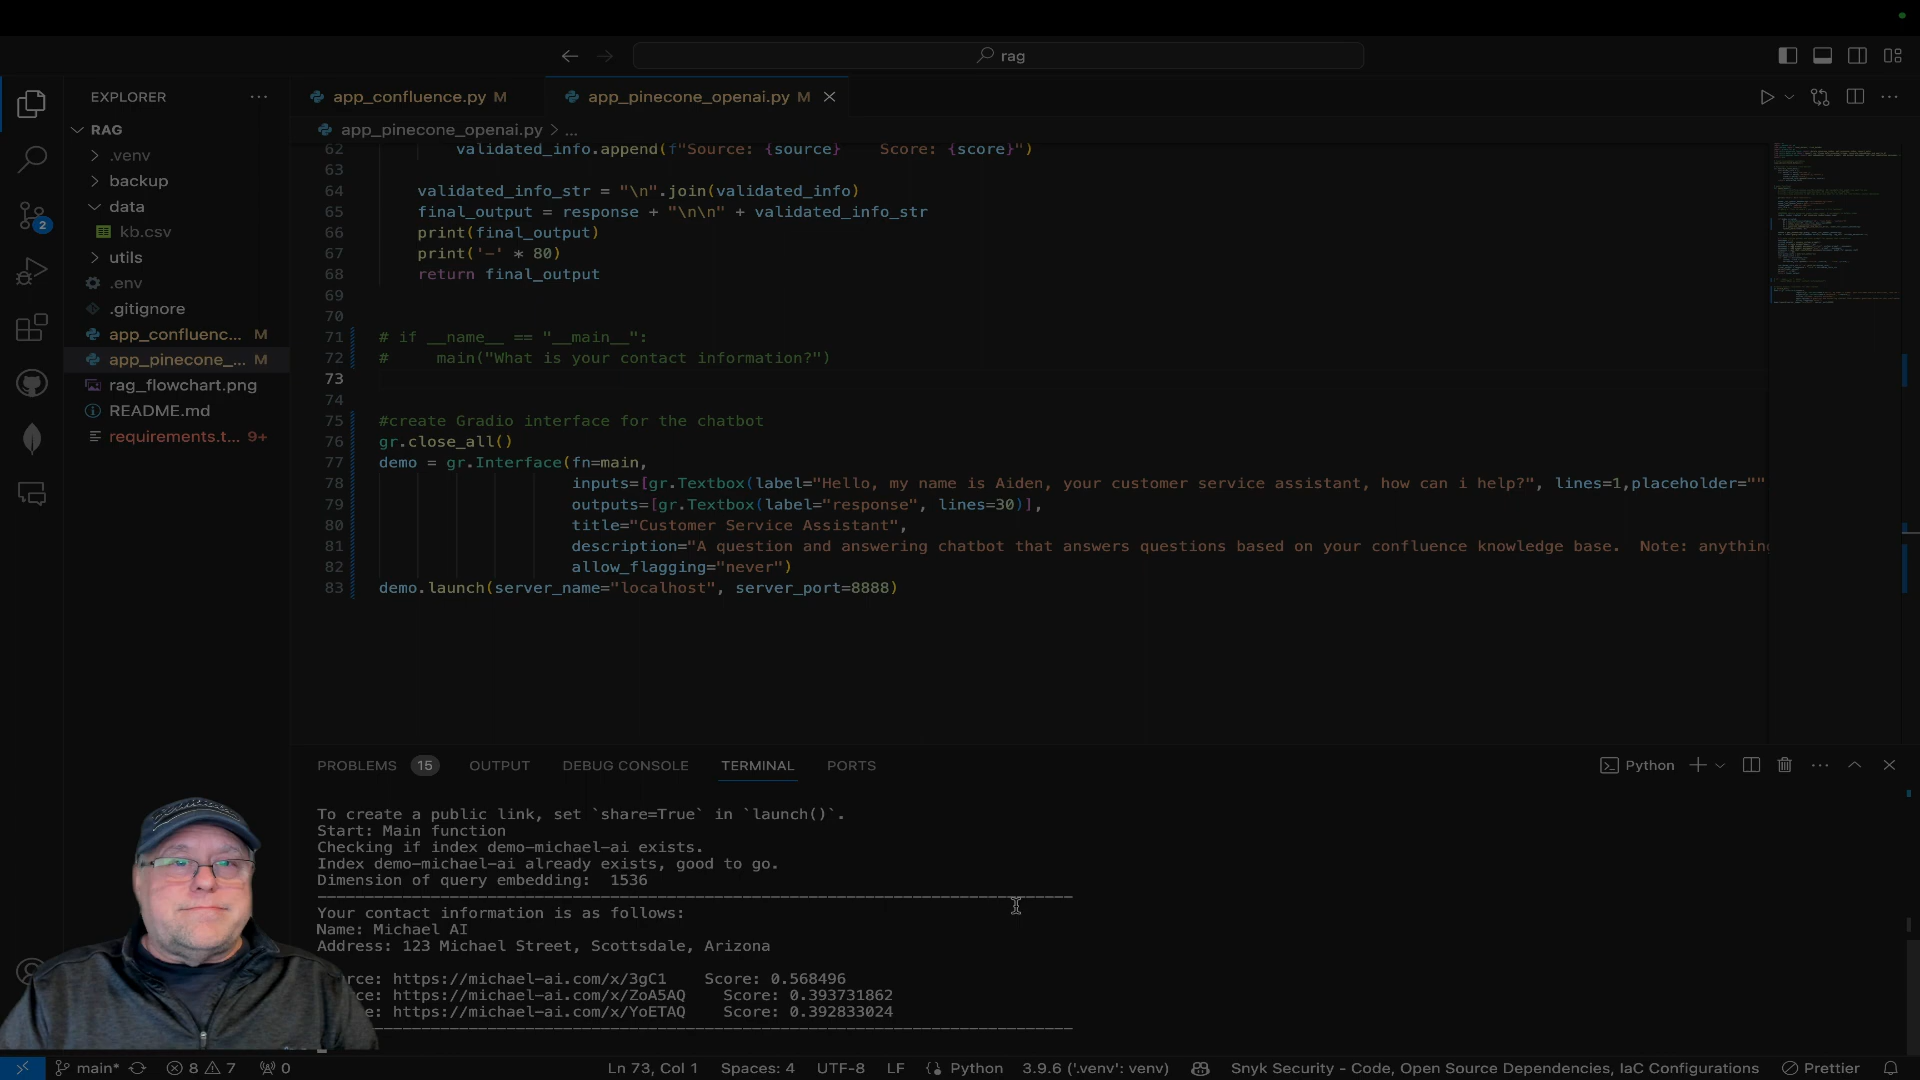 rag
EXPLORER
RAG
.venv
backup
data
kb.csv
utils
.env
.gitignore
app_confluenc... M
app_pinecone_... M
rag_flowchart.png
README.md
requirements.t... 9+
2
app_confluence.py M
app_pinecone_openai.py M
app_pinecone_openai.py > ...
62 validated_info.append(f"Source: {source}    Score: {score}")
63
64 validated_info_str = "\n".join(validated_info)
65 final_output = response + "\n\n" + validated_info_str
66 print(final_output)
67 print('-' * 80)
68 return final_output
69
70
71 # if __name__ == "__main__":
72 #     main("What is your contact information?")
73
74
75 #create Gradio interface for the chatbot
76 gr.close_all()
77 demo = gr.Interface(fn=main,
78 inputs=[gr.Textbox(label="Hello, my name is Aiden, your customer service assistant, how can i help?", lines=1,placeholder=""
79 outputs=[gr.Textbox(label="response", lines=30)],
80 title="Customer Service Assistant",
81 description="A question and answering chatbot that answers questions based on your confluence knowledge base.  Note: anything
82 allow_flagging="never")
83 demo.launch(server_name="localhost", server_port=8888)
PROBLEMS 15 OUTPUT DEBUG CONSOLE TERMINAL PORTS
Python
To create a public link, set `share=True` in `launch()`.
Start: Main function
Checking if index demo-michael-ai exists.
Index demo-michael-ai already exists, good to go.
Dimension of query embedding:  1536
Your contact information is as follows:
Name: Michael AI
Address: 123 Michael Street, Scottsdale, Arizona
https://michael-ai.com/x/3gC1    Score: 0.568496
https://michael-ai.com/x/ZoA5AQ    Score: 0.393731862
https://michael-ai.com/x/YoETAQ    Score: 0.392833024
main* 8 7 0 Ln 73, Col 1 Spaces: 4 UTF-8 LF Python 3.9.6 ('.venv': venv) Snyk Security - Code, Open Source Dependencies, IaC Configurations Prettier